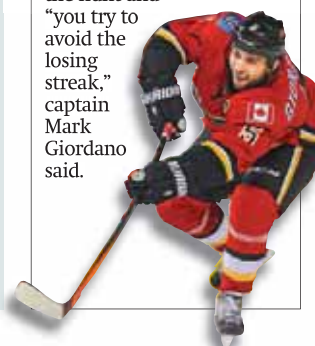 “you try to
avoid the
losing
streak,”
captain
Mark
Giordano
said.